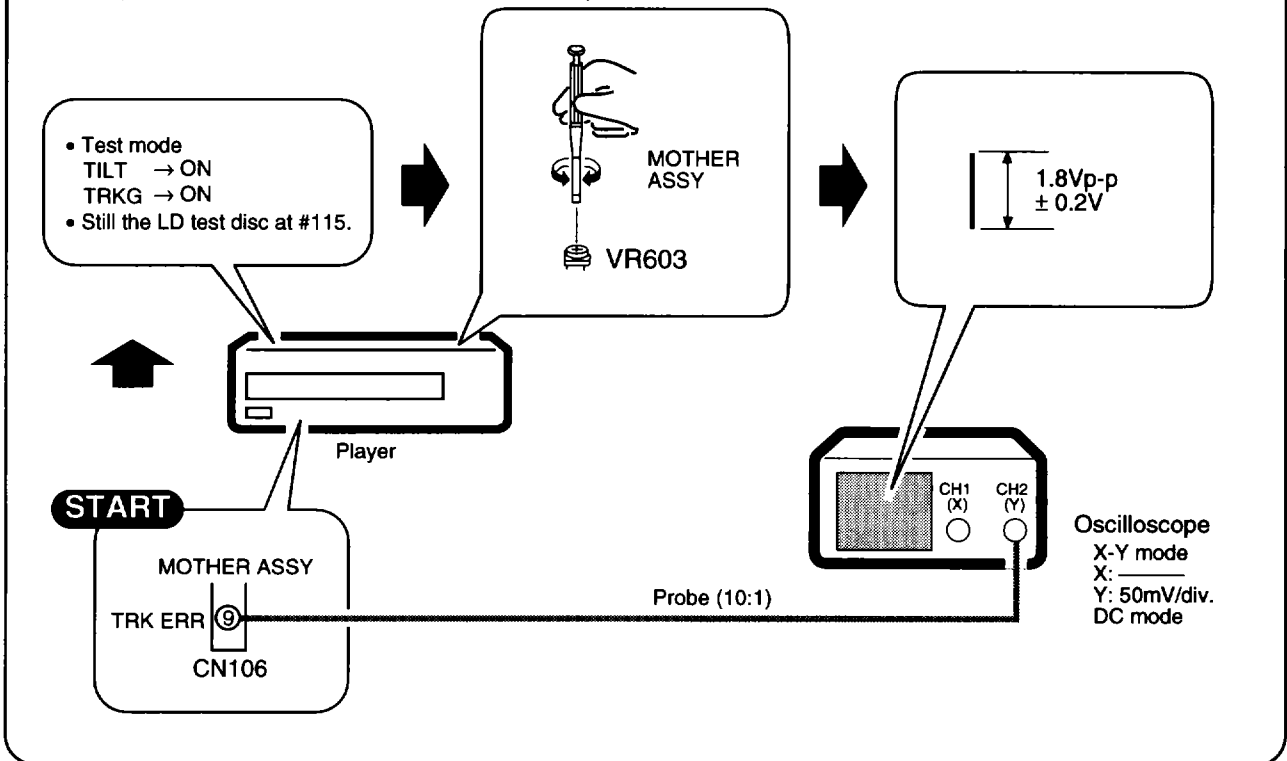 • Test mode
TILT → ON
TRKG → ON
• Still the LD test disc at #115.
MOTHER
ASSY
VR603
1.8Vp-p
± 0.2V
Player
START
MOTHER ASSY
TRK ERR ⑨
CN106
Probe (10:1)
CH1
(X)
CH2
(Y)
Oscilloscope
X-Y mode
X: ———
Y: 50mV/div.
DC mode